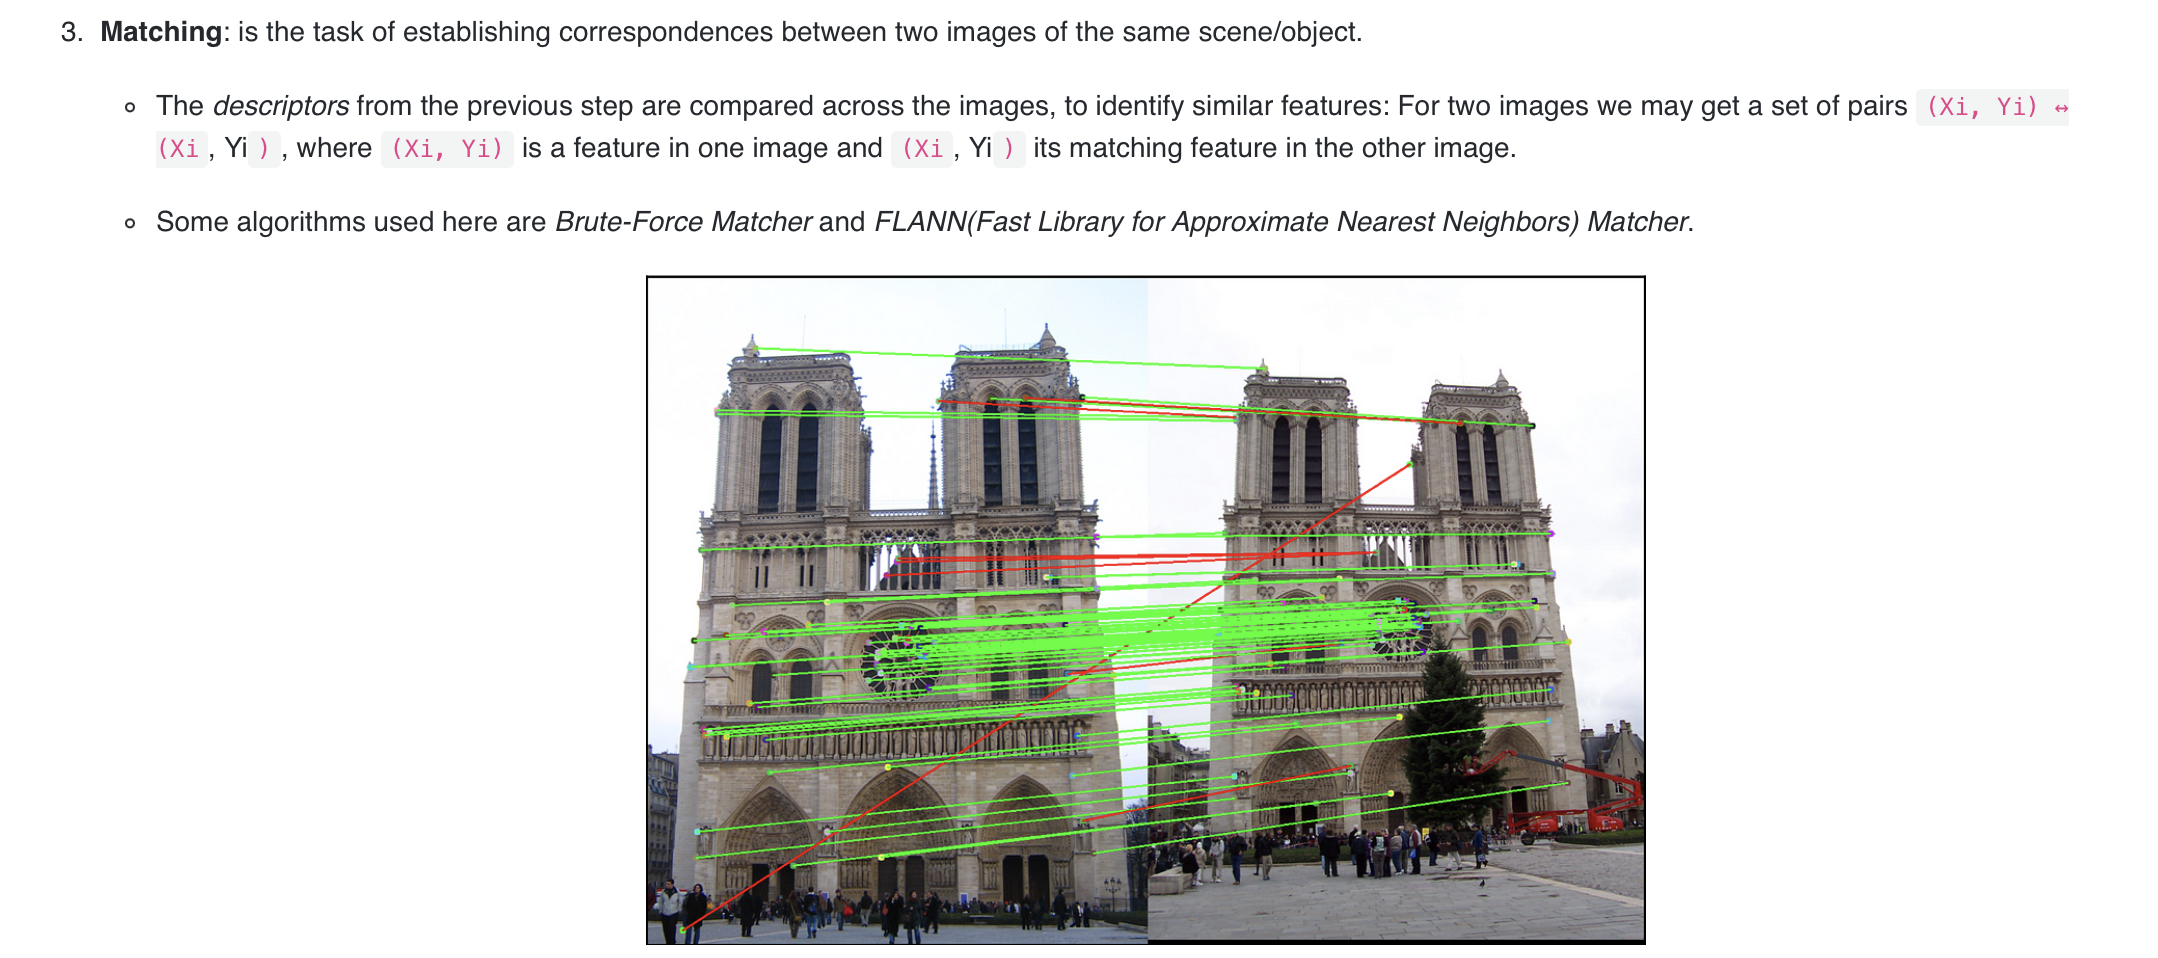 3. Matching: is the task of establishing correspondences between two images of the same scene/object.
The descriptors from the previous step are compared across the images, to identify similar features: For two images we may get a set of pairs (Xi, Yi) ↔
(Xi , Yi ) , where (Xi, Yi) is a feature in one image and (Xi , Yi ) its matching feature in the other image.
Some algorithms used here are Brute-Force Matcher and FLANN(Fast Library for Approximate Nearest Neighbors) Matcher.